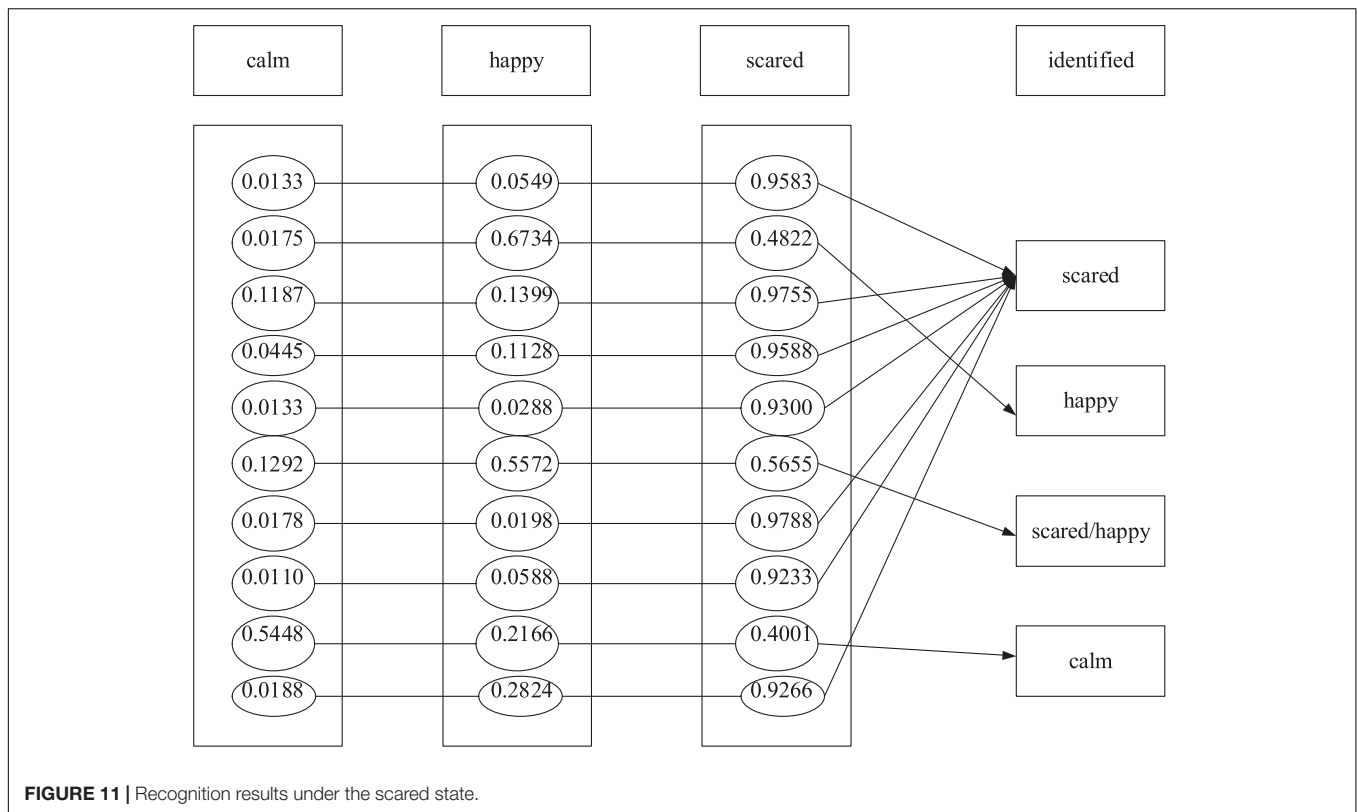 calm happy scared identified
0.0133 0.0549 0.9583
0.0175 0.6734 0.4822
scared
0.1187 0.1399 0.9755
0.0445 0.1128 0.9588
0.0133 0.0288 0.9300
happy
0.1292 0.5572 0.5655
0.0178 0.0198 0.9788
scared/happy
0.0110 0.0588 0.9233
0.5448 0.2166 0.4001
calm
0.0188 0.2824 0.9266
FIGURE 11 | Recognition results under the scared state.